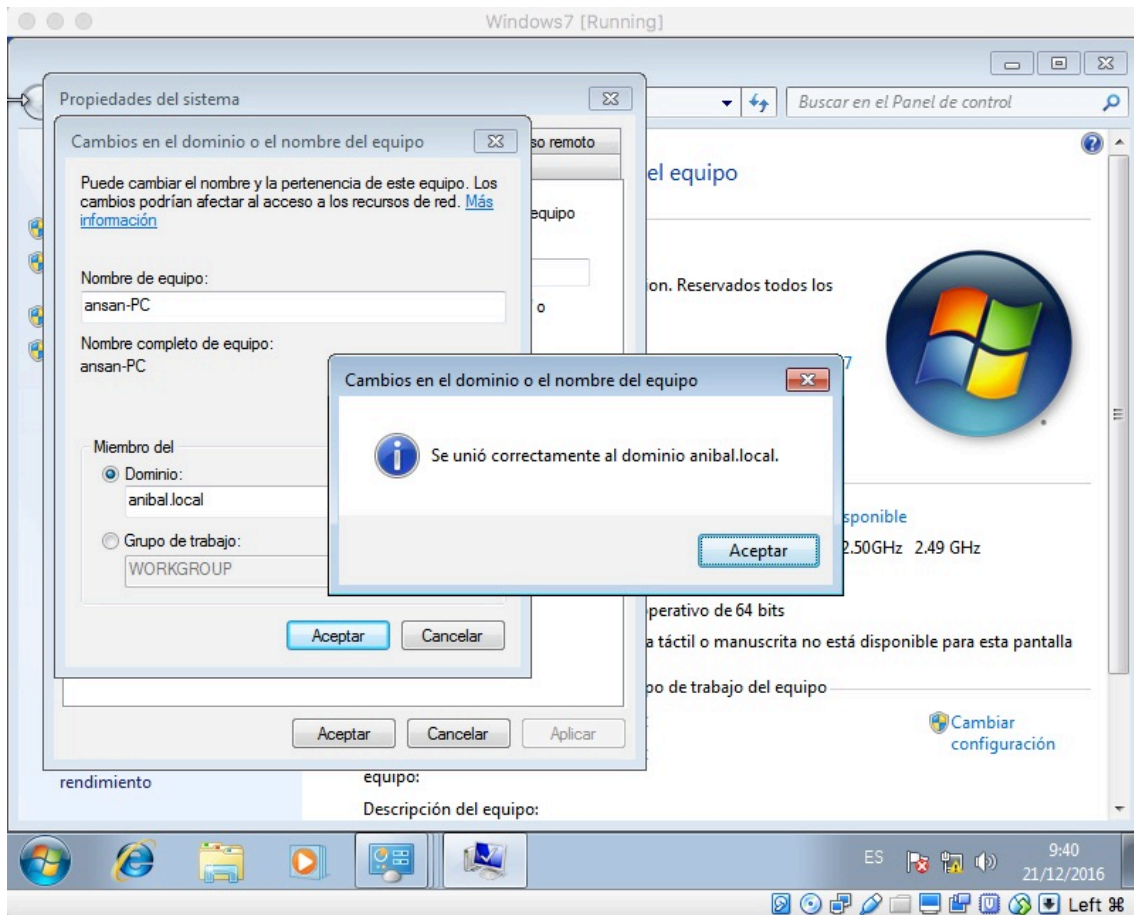 Windows7 [Running]
Buscar en el Panel de control
Propiedades del sistema
so remoto
Cambios en el dominio o el nombre del equipo
Puede cambiar el nombre y la pertenencia de este equipo. Los
cambios podrían afectar al acceso a los recursos de red. Más
información
el equipo
equipo
Nombre de equipo:
ansan-PC
ion. Reservados todos los
o
Nombre completo de equipo:
ansan-PC
7
Cambios en el dominio o el nombre del equipo
Se unió correctamente al dominio anibal.local.
Aceptar
Miembro del
Dominio:
anibal.local
Grupo de trabajo:
WORKGROUP
Aceptar
Cancelar
sponible
2.50GHz 2.49 GHz
perativo de 64 bits
a táctil o manuscrita no está disponible para esta pantalla
po de trabajo del equipo
Aceptar
Cancelar
Aplicar
Cambiar
configuración
rendimiento
equipo:
Descripción del equipo:
ES
9:40
21/12/2016
Left ⌘